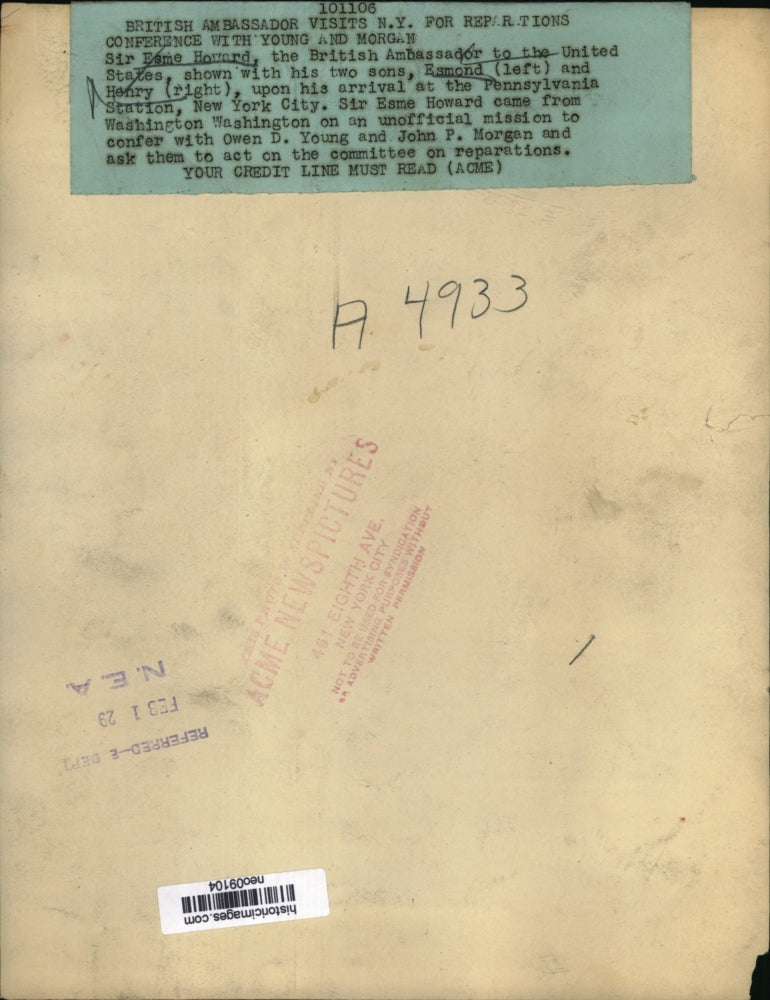 101106
BRITISH AMBASSADOR VISITS N.Y. FOR REPARATIONS
CONFERENCE WITH YOUNG AND MORGAN
Sir Esme Howard, the British Ambassador to the United
States, shown with his two sons, Esmond (left) and
Henry (right), upon his arrival at the Pennsylvania
Station, New York City. Sir Esme Howard came from
Washington Washington on an unofficial mission to
confer with Owen D. Young and John P. Morgan and
ask them to act on the committee on reparations.
YOUR CREDIT LINE MUST READ (ACME)
A 4933
ACME NEWSPICTURES
461 EIGHTH AVE.
NEW YORK CITY
NOT TO BE USED FOR SYNDICATION
OR ADVERTISING PURPOSES WITHOUT
WRITTEN PERMISSION
REFERRED-E DEPT
FEB 1 29
N.E.A
historicimages.com
neo09104